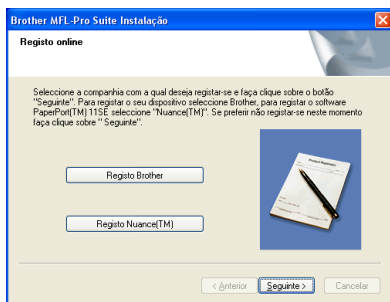 Brother MFL-Pro Suite Instalação
Registo online
Seleccione a companhia com a qual deseja registar-se e faça clique sobre o botão
"Seguinte". Para registar o seu dispositivo seleccione Brother, para registar o software
PaperPort(TM) 11SE seleccione "Nuance(TM)". Se preferir não registar-se neste momento
faça clique sobre " Seguinte".
Registo Brother
Registo Nuance(TM)
Product Registration
< Anterior
Seguinte >
Cancelar